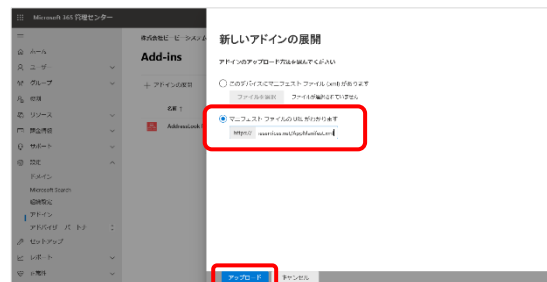 Microsoft 365 管理センター
ホーム
ユーザー
グループ
役割
リソース
課金情報
サポート
設定
ドメイン
Microsoft Search
アドイン
セットアップ
レポート
Add-ins
アドインの展開
名前 ↑
新しいアドインの展開
アドインのアップロード方法を選んでください
このデバイスにマニフェスト ファイル (.xml) があります
ファイルを選択 ファイルが選択されていません
マニフェスト ファイルの URL がわかります
https://
アップロード キャンセル